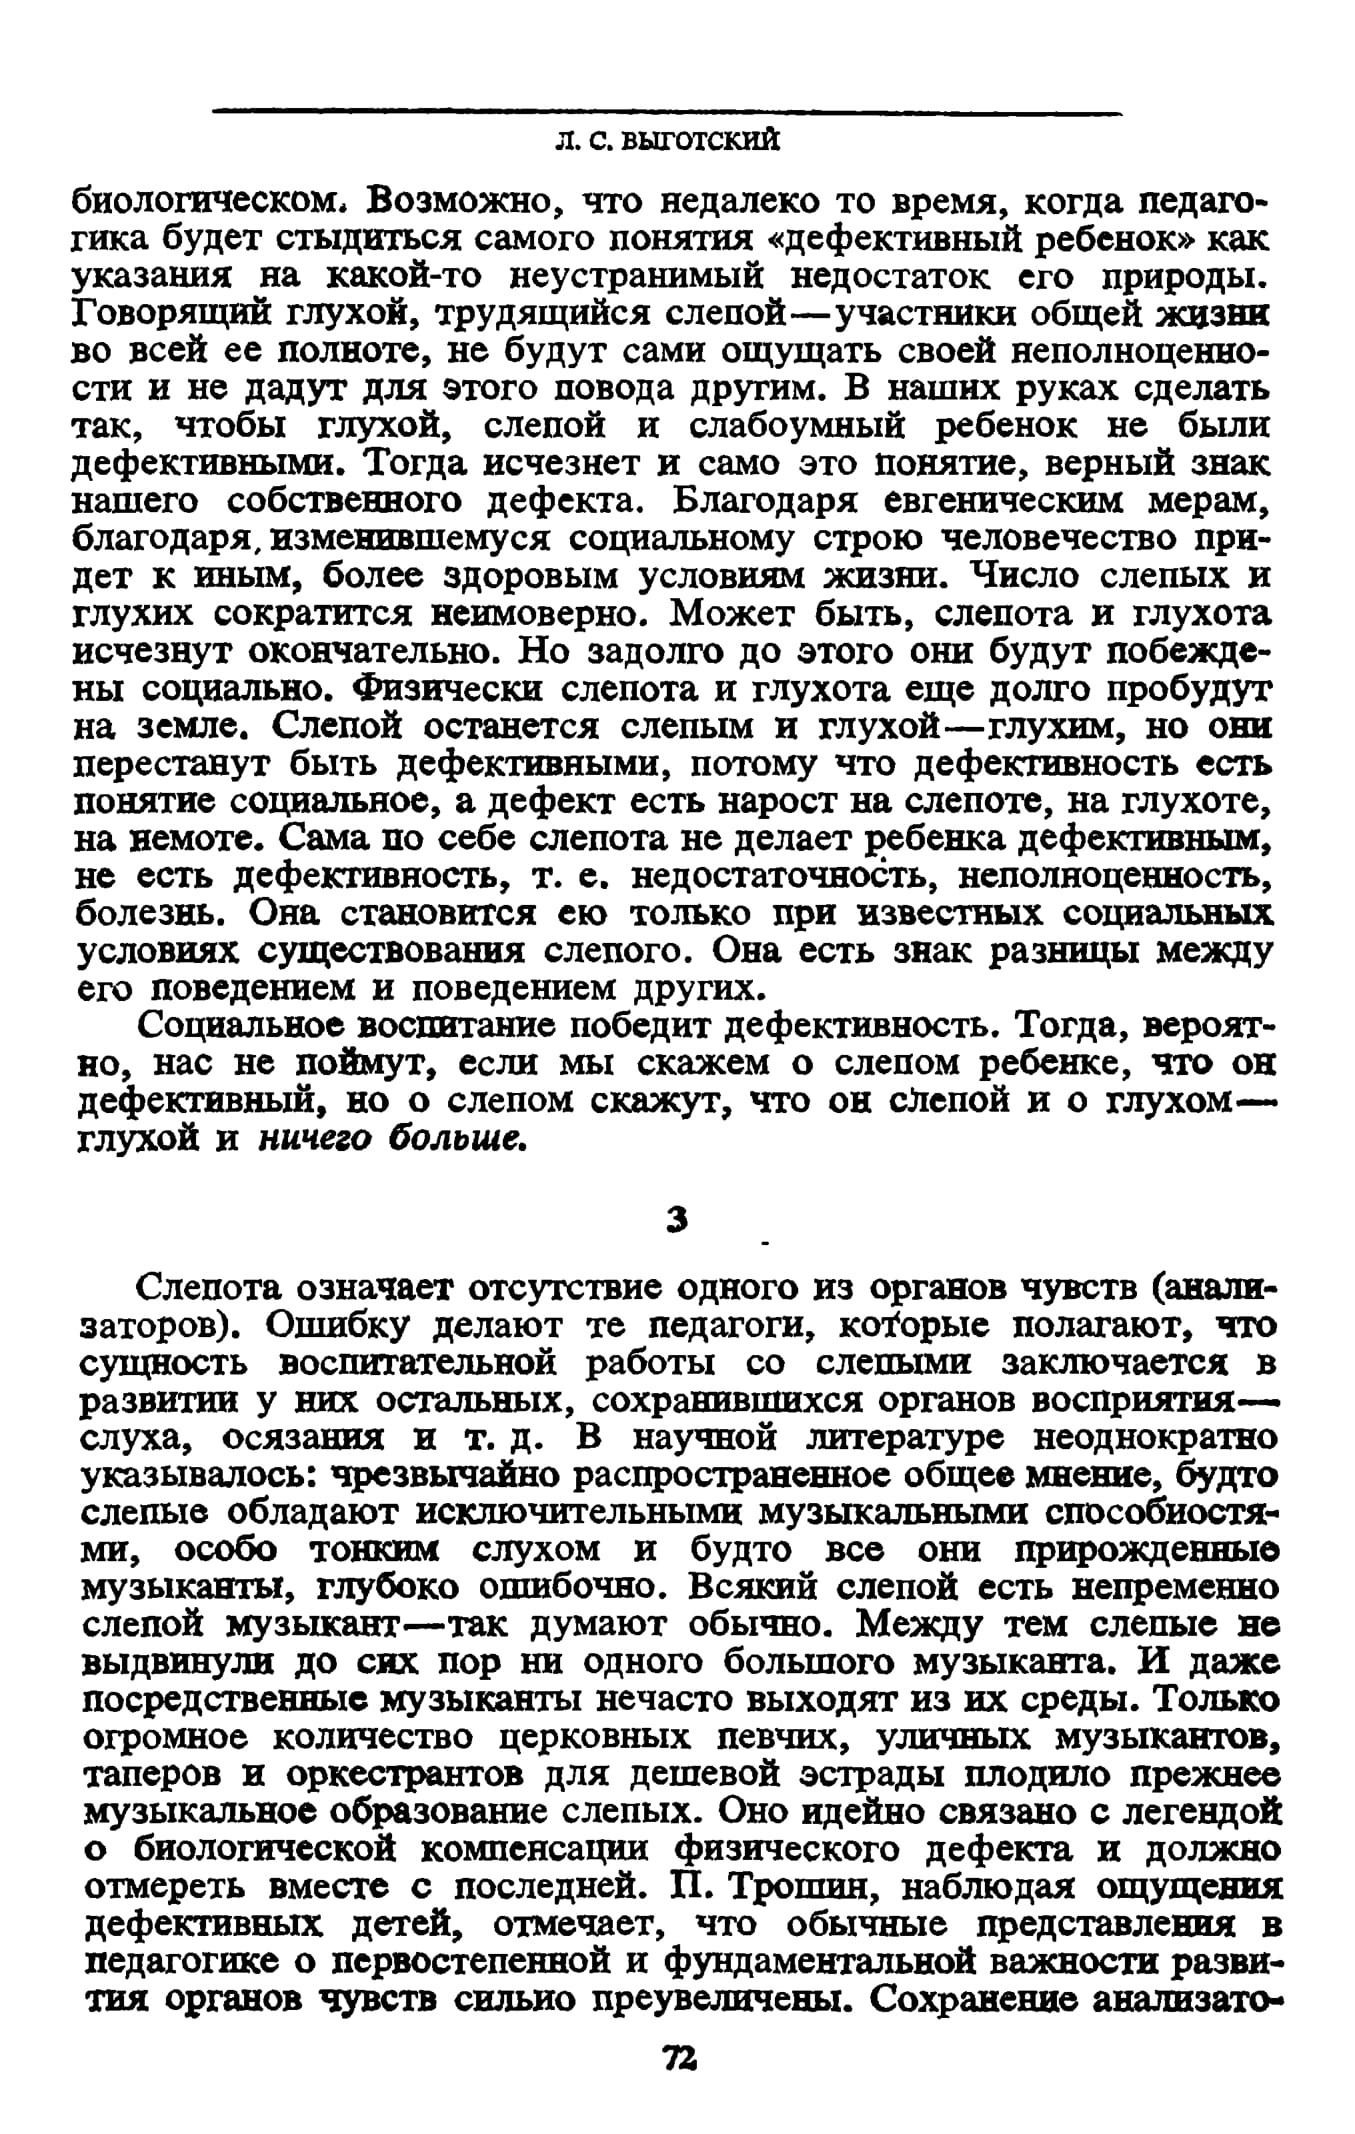 Л. С. ВЫГОТСКИЙ
биологическом. Возможно, что недалеко то время, когда педаго-
гика будет стыдиться самого понятия «дефективный ребенок» как
указания на какой-то неустранимый недостаток его природы.
Говорящий глухой, трудящийся слепой—участники общей жизни
во всей ее полноте, не будут сами ощущать своей неполноценно-
сти и не дадут для этого повода другим. В наших руках сделать
так, чтобы глухой, слепой и слабоумный ребенок не были
дефективными. Тогда исчезнет и само это понятие, верный знак
нашего собственного дефекта. Благодаря евгеническим мерам,
благодаря, изменившемуся социальному строю человечество при-
дет к иным, более здоровым условиям жизни. Число слепых и
глухих сократится неимоверно. Может быть, слепота и глухота
исчезнут окончательно. Но задолго до этого они будут побежде-
ны социально. Физически слепота и глухота еще долго пробудут
на земле. Слепой останется слепым и глухой—глухим, но они
перестанут быть дефективными, потому что дефективность есть
понятие социальное, а дефект есть нарост на слепоте, на глухоте,
на немоте. Сама по себе слепота не делает ребенка дефективным,
не есть дефективность, т. е. недостаточность, неполноценность,
болезнь. Она становится ею только при известных социальных
условиях существования слепого. Она есть знак разницы между
его поведением и поведением других.
Социальное воспитание победит дефективность. Тогда, вероят-
но, нас не поймут, если мы скажем о слепом ребенке, что он
дефективный, но о слепом скажут, что он слепой и о глухом—
глухой и ничего больше.
3
Слепота означает отсутствие одного из органов чувств (анали-
заторов). Ошибку делают те педагоги, которые полагают, что
сущность воспитательной работы со слепыми заключается в
развитии у них остальных, сохранившихся органов восприятия—
слуха, осязания и т. д. В научной литературе неоднократно
указывалось: чрезвычайно распространенное общее мнение, будто
слепые обладают исключительными музыкальными способностя-
ми, особо тонким слухом и будто все они прирожденные
музыканты, глубоко ошибочно. Всякий слепой есть непременно
слепой музыкант—так думают обычно. Между тем слепые не
выдвинули до сих пор ни одного большого музыканта. И даже
посредственные музыканты нечасто выходят из их среды. Только
огромное количество церковных певчих, уличных музыкантов,
таперов и оркестрантов для дешевой эстрады плодило прежнее
музыкальное образование слепых. Оно идейно связано с легендой
о биологической компенсации физического дефекта и должно
отмереть вместе с последней. П. Трошин, наблюдая ощущения
дефективных детей, отмечает, что обычные представления в
педагогике о первостепенной и фундаментальной важности разви-
тия органов чувств сильно преувеличены. Сохранение анализато-
72